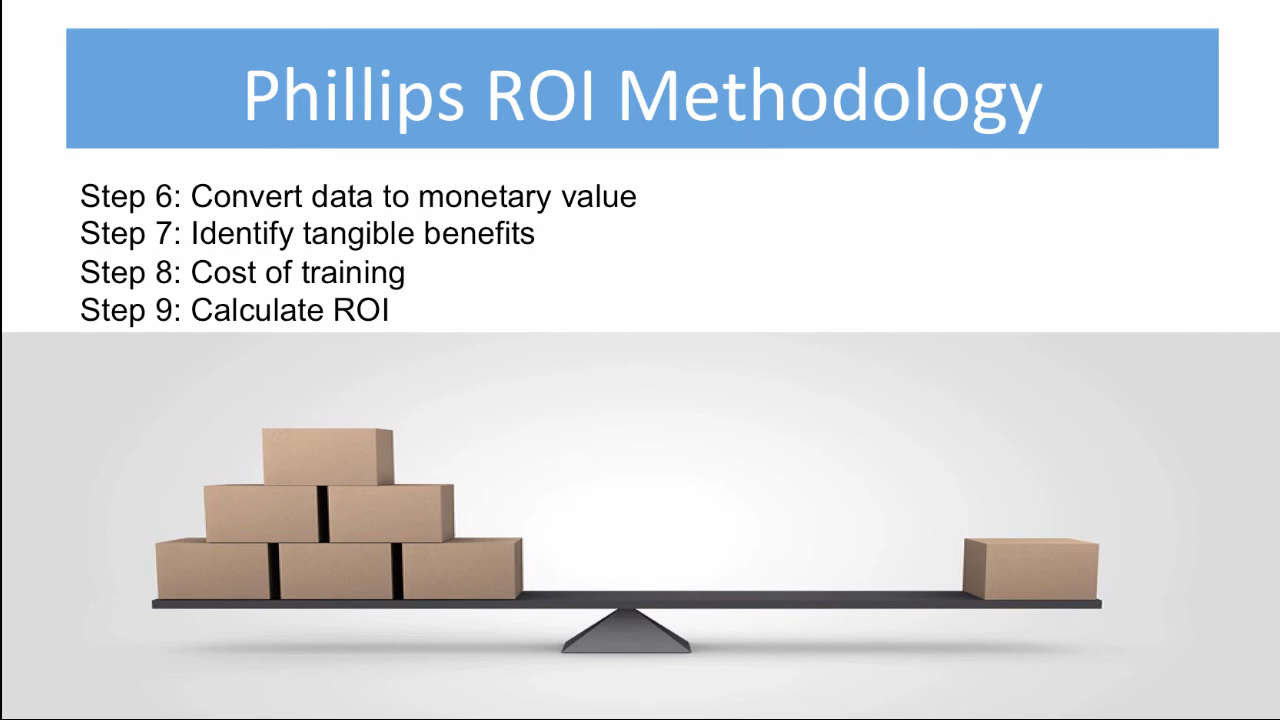 Phillips ROI Methodology
Step 6: Convert data to monetary value
Step 7: Identify tangible benefits
Step 8: Cost of training
Step 9: Calculate ROI